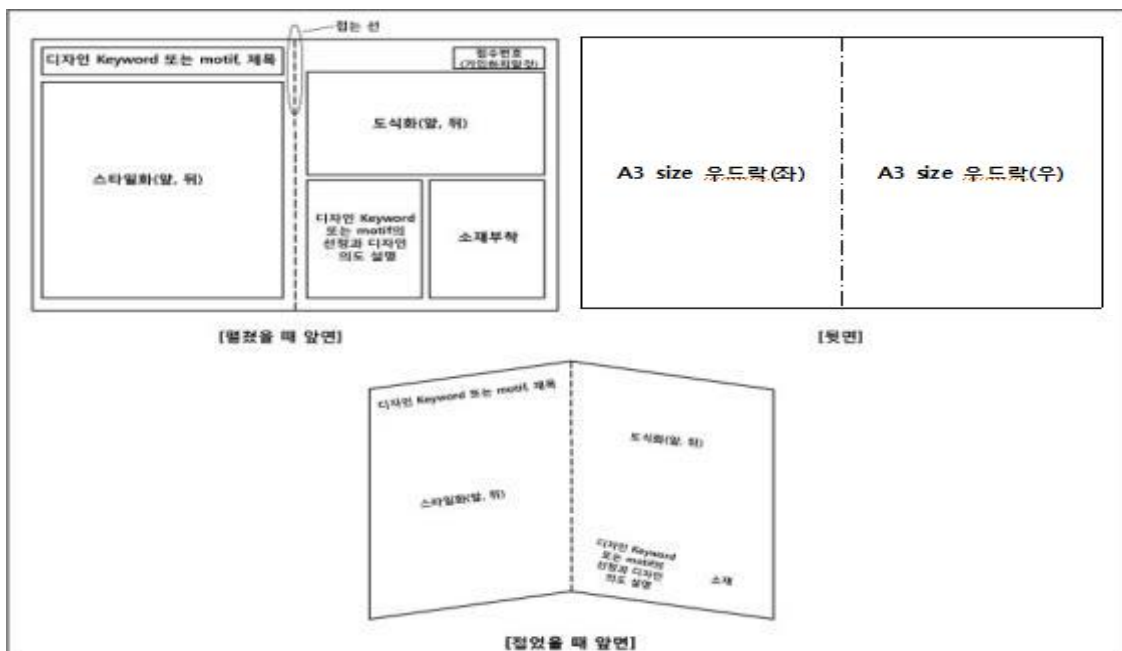 접는 선
디자인 Keyword 또는 motif, 제목
접수번호
(기입하지말것)
스타일화(앞, 뒤)
도식화(앞, 뒤)
디자인 Keyword
또는 motif의
선정과 디자인
의도 설명
소재부착
[펼쳤을 때 앞면]
A3 size 우드락(좌)
A3 size 우드락(우)
[뒷면]
디자인 Keyword 또는 motif, 제목
스타일화(앞, 뒤)
도식화(앞, 뒤)
디자인 Keyword
또는 motif의
선정과 디자인
의도 설명
소재
[접었을 때 앞면]